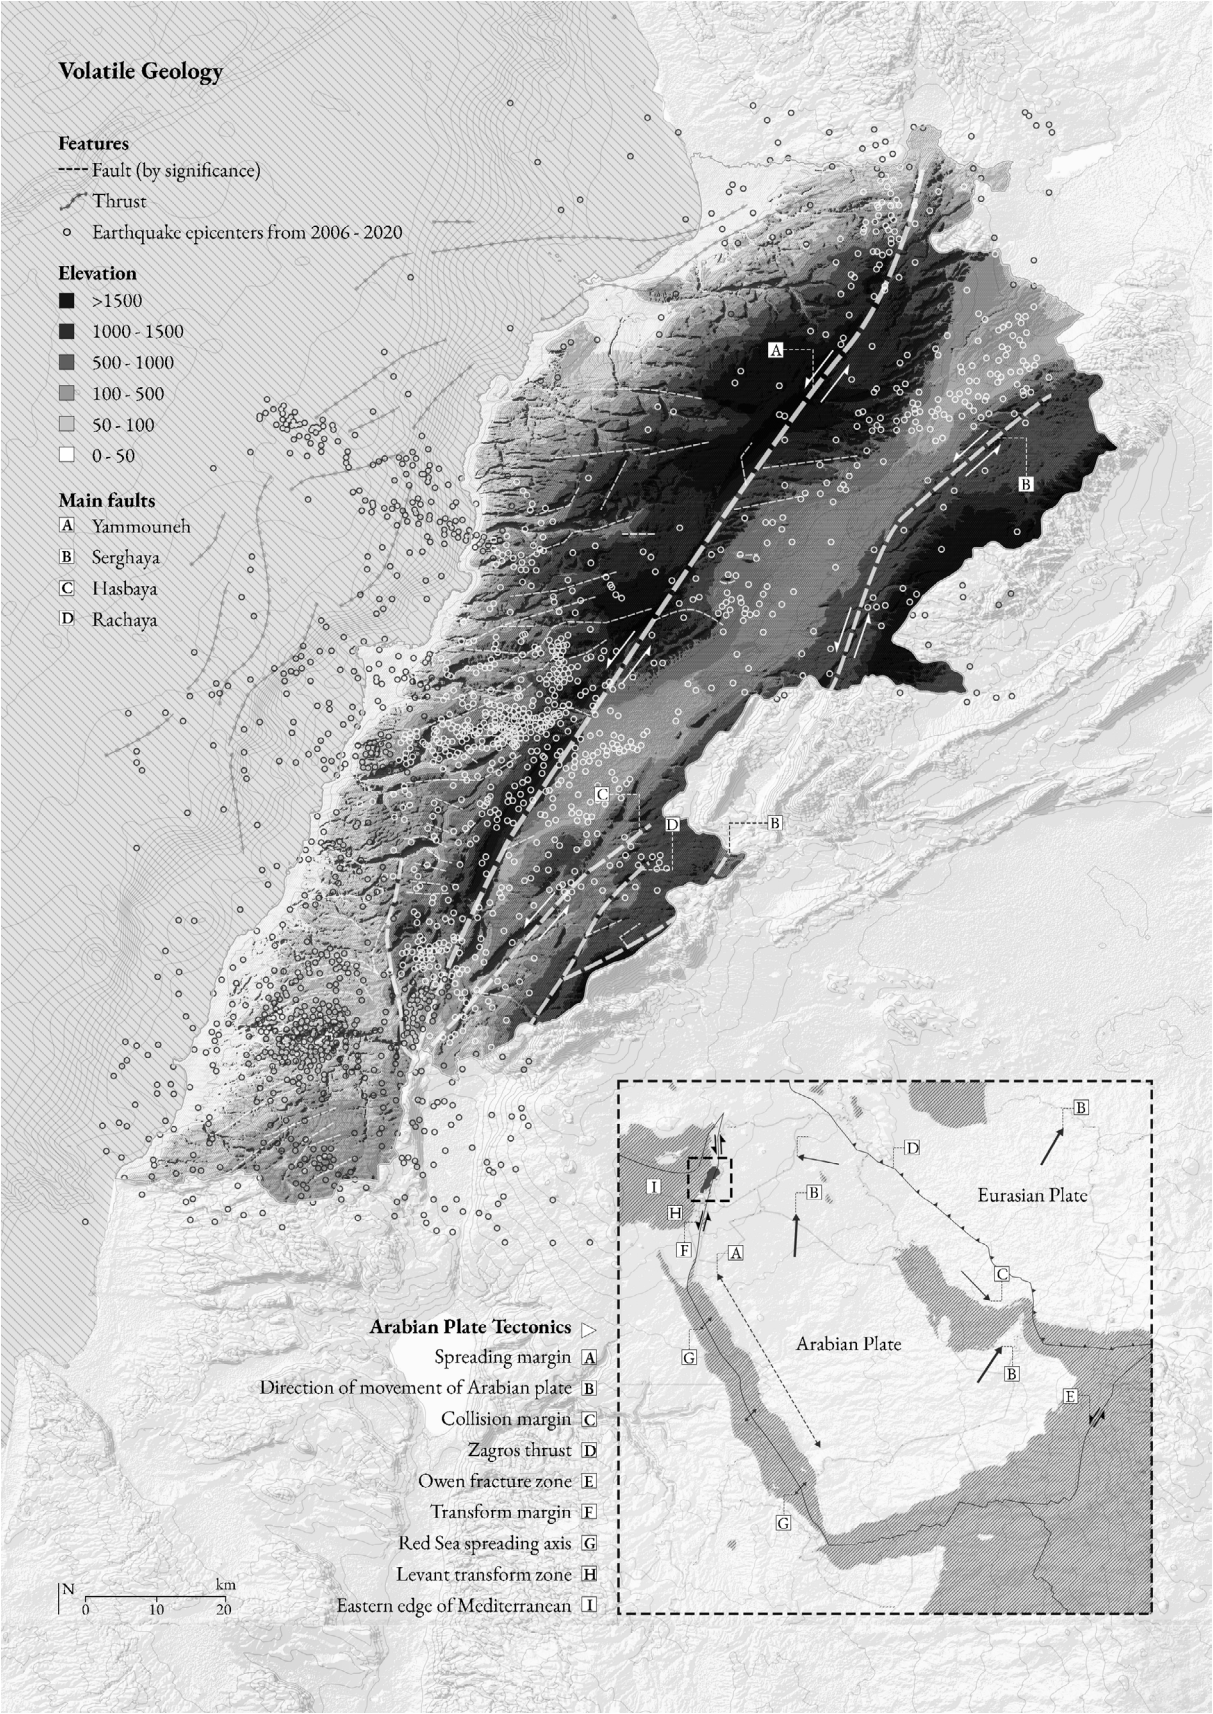 Volatile Geology
Features
Fault (by significance)
Thrust
Earthquake epicenters from 2006 - 2020
Elevation
>1500
1000 - 1500
500 - 1000
100 - 500
50 - 100
0 - 50
Main faults
A Yammouneh
B Serghaya
C Hasbaya
D Rachaya
A
B
C
D
B
B
D
I
Eurasian Plate
B
H
F
A
C
Arabian Plate
G
B
E
G
Arabian Plate Tectonics
Spreading margin A
Direction of movement of Arabian plate B
Collision margin C
Zagros thrust D
Owen fracture zone E
Transform margin F
Red Sea spreading axis G
Levant transform zone H
Eastern edge of Mediterranean I
N
km
0 10 20